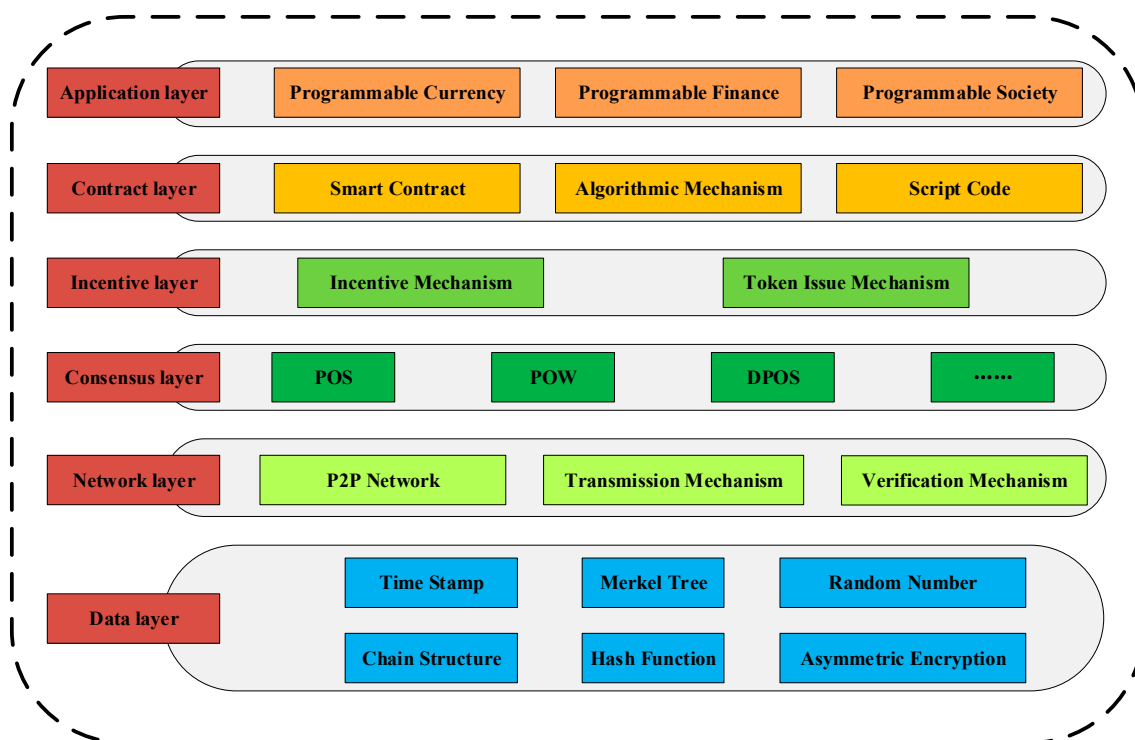 Application layer
Programmable Currency
Programmable Finance
Programmable Society
Contract layer
Smart Contract
Algorithmic Mechanism
Script Code
Incentive layer
Incentive Mechanism
Token Issue Mechanism
Consensus layer
POS
POW
DPOS
······
Network layer
P2P Network
Transmission Mechanism
Verification Mechanism
Data layer
Time Stamp
Merkel Tree
Random Number
Chain Structure
Hash Function
Asymmetric Encryption